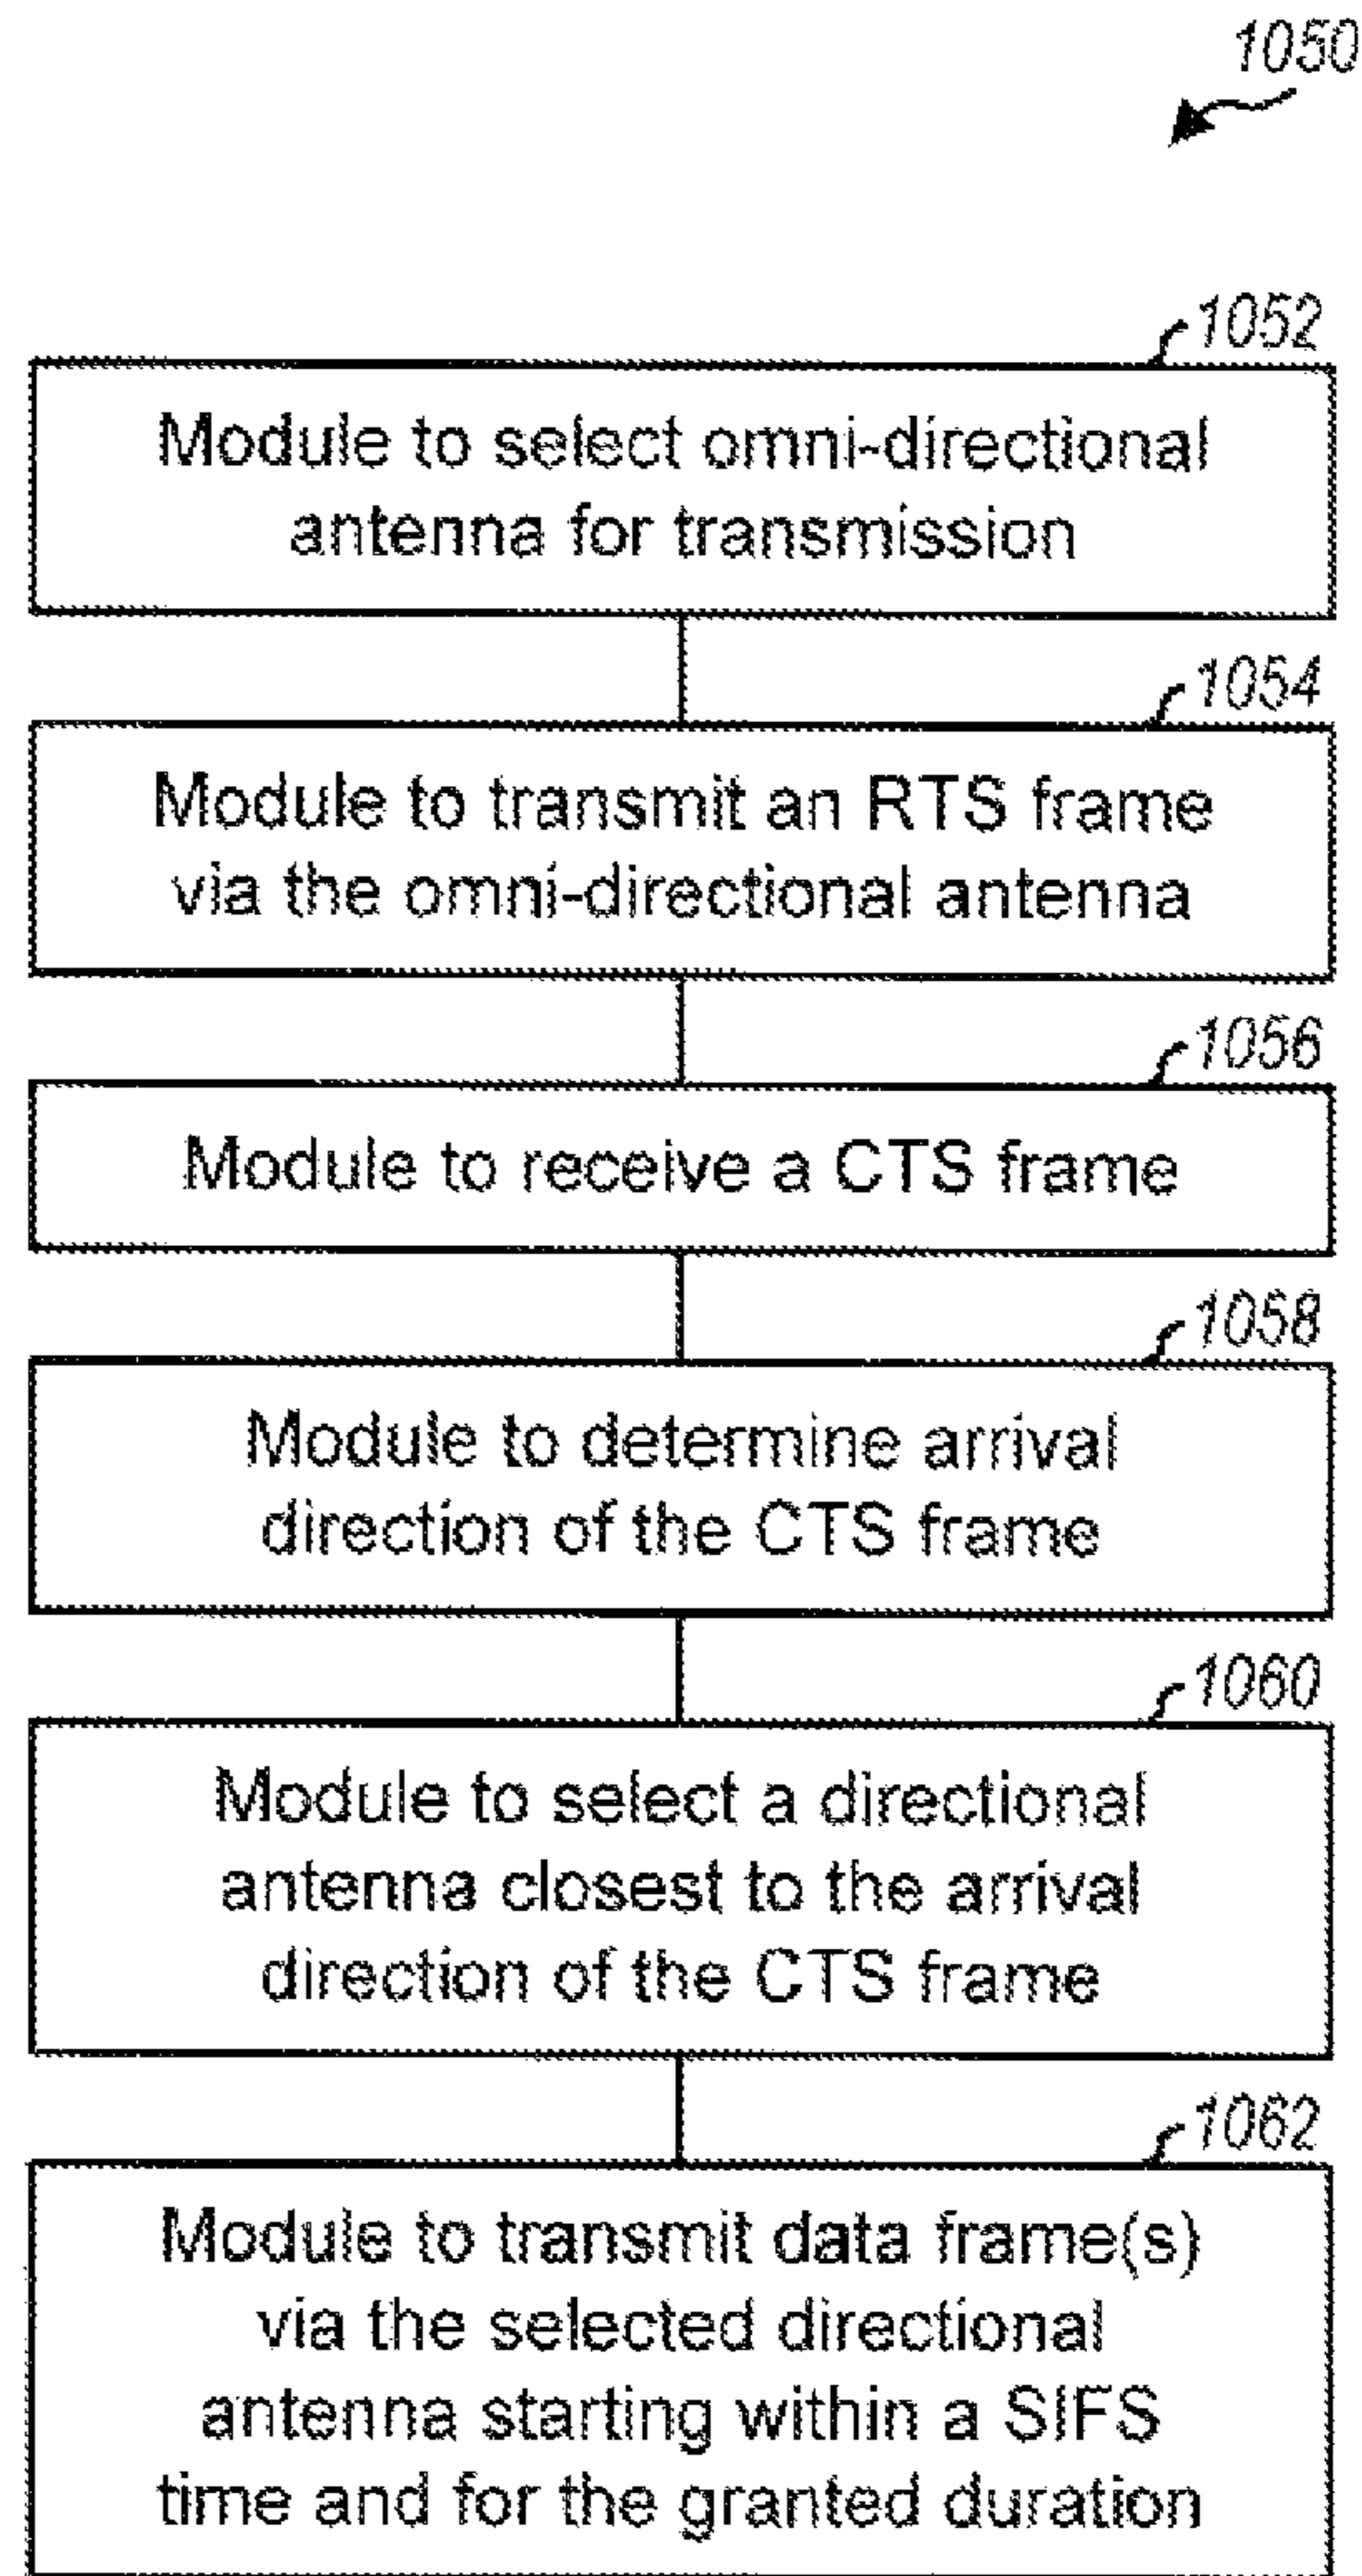 1050
1052
Module to select omni-directional
antenna for transmission
1054
Module to transmit an RTS frame
via the omni-directional antenna
1056
Module to receive a CTS frame
1058
Module to determine arrival
direction of the CTS frame
1060
Module to select a directional
antenna closest to the arrival
direction of the CTS frame
1062
Module to transmit data frame(s)
via the selected directional
antenna starting within a SIFS
time and for the granted duration